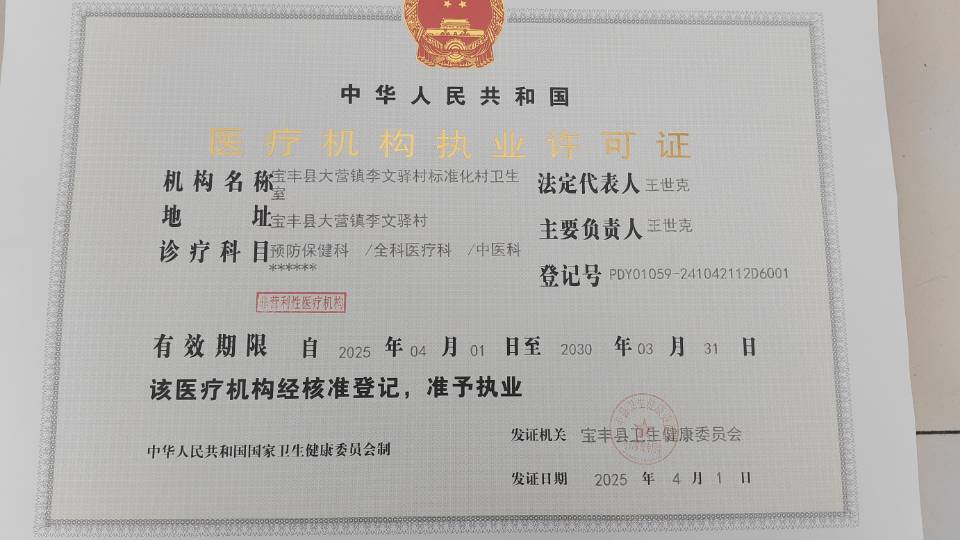 中华人民共和国
医疗机构执业许可证
机构名称 宝丰县大营镇李文驿村标准化村卫生室
地址 宝丰县大营镇李文驿村
诊疗科目 预防保健科 /全科医疗科 /中医科
******
非营利性医疗机构
法定代表人 王世克
主要负责人 王世克
登记号 PDY01059-241042112D6001
有效期限 自 2025 年 04 月 01 日至 2030 年 03 月 31 日
该医疗机构经核准登记，准予执业
中华人民共和国国家卫生健康委员会制
发证机关 宝丰县卫生健康委员会
发证日期 2025 年 4 月 1 日